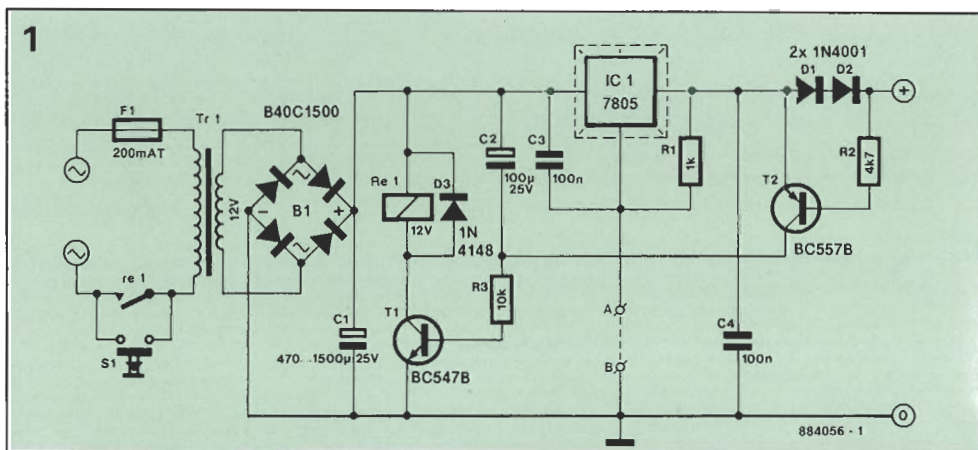 1
F1
200mAT
Tr 1
12V
re 1
S1
B40C1500
B1
C1
470...1500µ 25V
Re 1
12V
D3
1N
4148
T1
BC547B
R3
10k
C2
100µ
25V
C3
100n
IC 1
7805
R1
1k
A
B
C4
100n
2x 1N4001
D1 D2
T2
BC557B
R2
4k7
+
0
884056 - 1